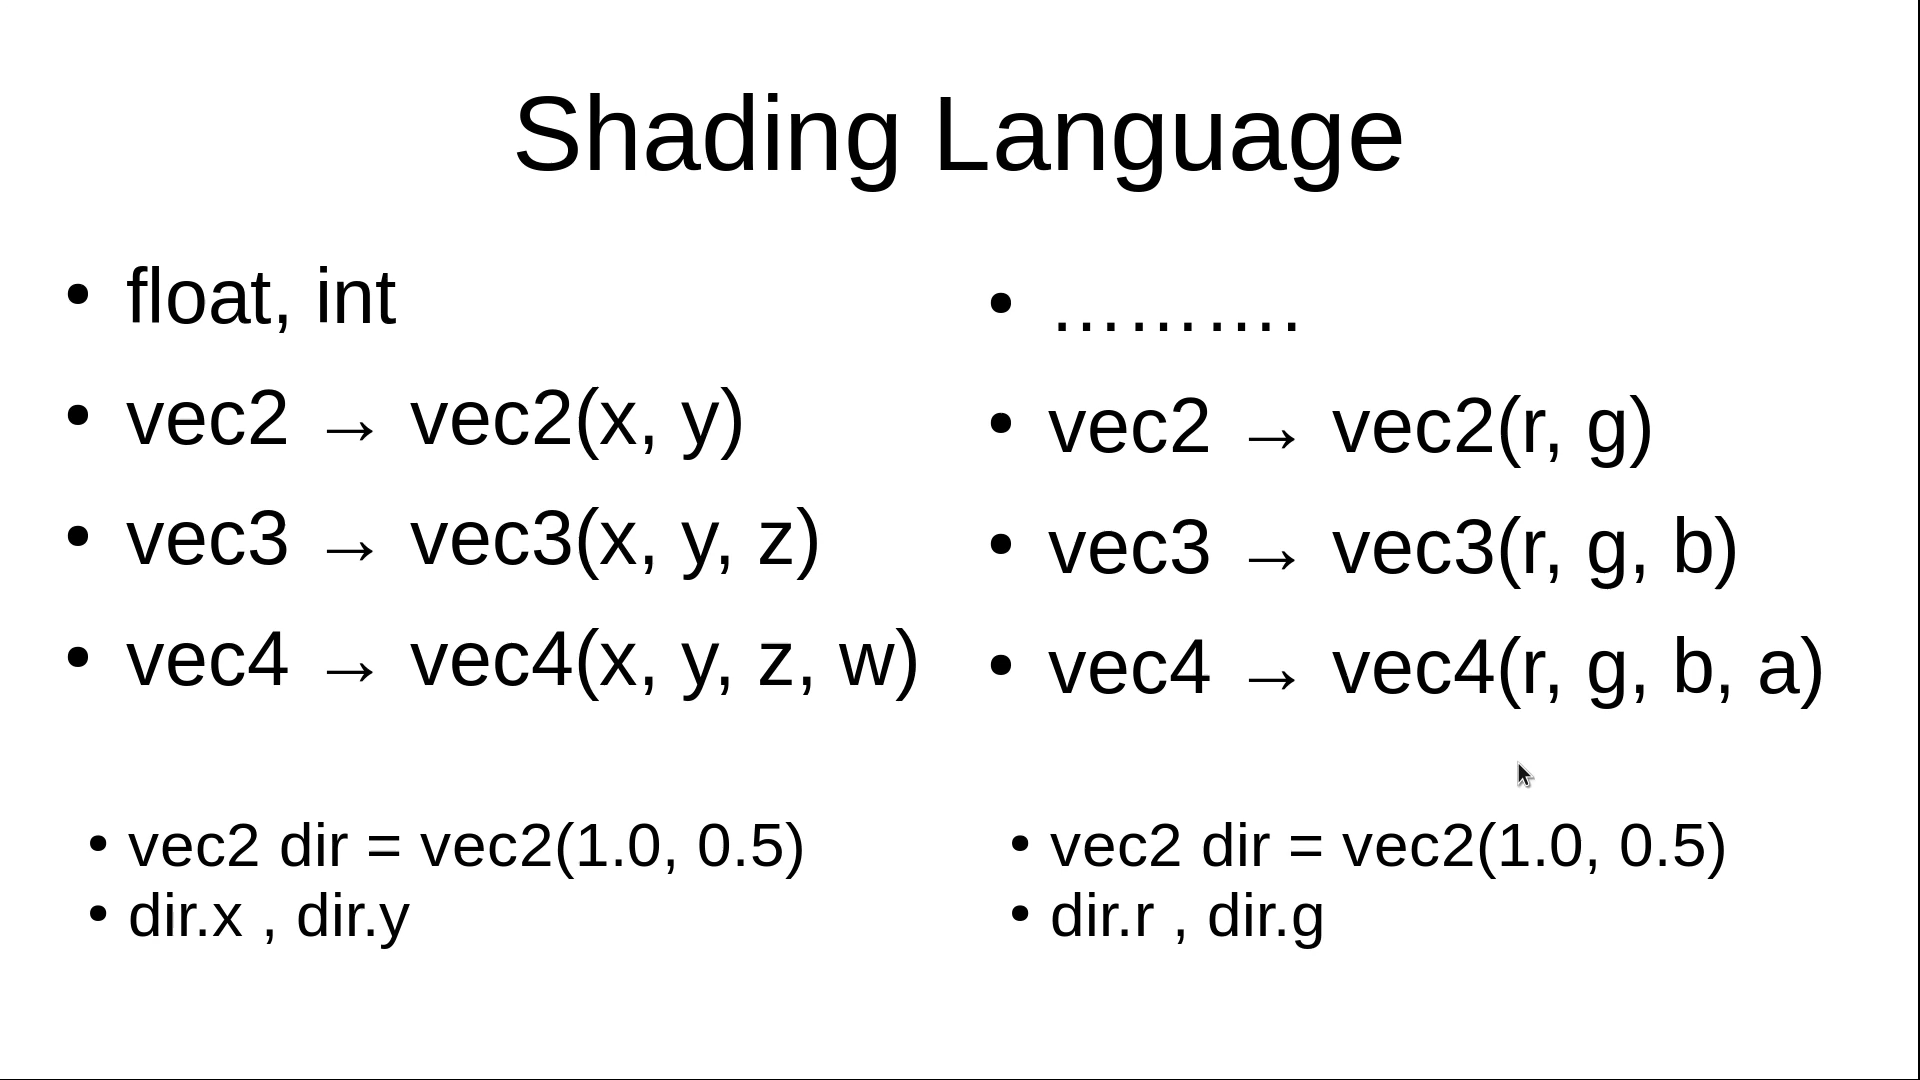 Shading Language
• float, int
• vec2 → vec2(x, y)
• vec3 → vec3(x, y, z)
• vec4 → vec4(x, y, z, w)
• vec2 dir = vec2(1.0, 0.5)
• dir.x , dir.y
• ……….
• vec2 → vec2(r, g)
• vec3 → vec3(r, g, b)
• vec4 → vec4(r, g, b, a)
• vec2 dir = vec2(1.0, 0.5)
• dir.r , dir.g